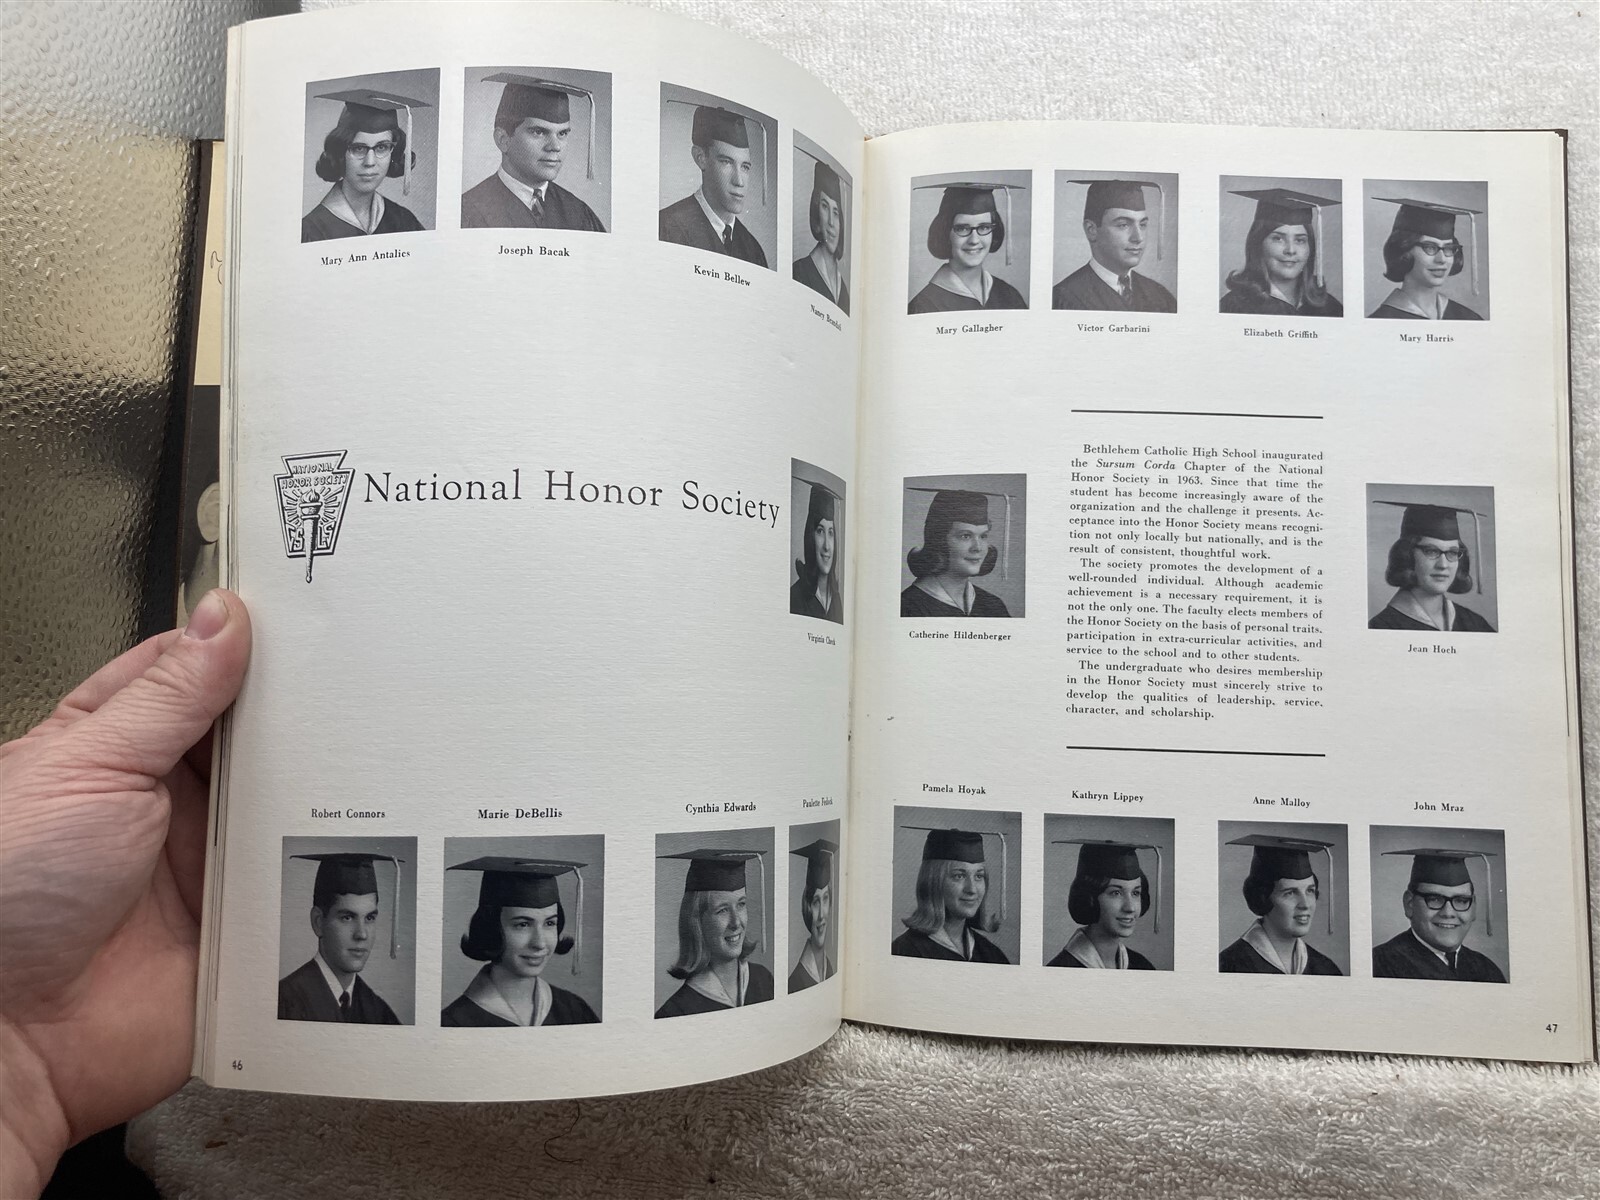 Mary Ann Antalics
Joseph Bacak
Kevin Bellew
Nancy
NATIONAL
HONOR SOCIETY
National Honor Society
Virginia
Robert Connors
Marie DeBellis
Cynthia Edwards
Paulette
46
Mary Gallagher
Victor Garbarini
Elizabeth Griffith
Mary Harris
Bethlehem Catholic High School inaugurated
the Sursum Corda Chapter of the National
Honor Society in 1963. Since that time the
student has become increasingly aware of the
organization and the challenge it presents. Ac-
ceptance into the Honor Society means recogni-
tion not only locally but nationally, and is the
result of consistent, thoughtful work.
The society promotes the development of a
well-rounded individual. Although academic
achievement is a necessary requirement, it is
not the only one. The faculty elects members of
the Honor Society on the basis of personal traits,
participation in extra-curricular activities, and
service to the school and to other students.
The undergraduate who desires membership
in the Honor Society must sincerely strive to
develop the qualities of leadership, service,
character, and scholarship.
Catherine Hildenberger
Jean Hoch
Pamela Hoyak
Kathryn Lippey
Anne Malloy
John Mraz
47